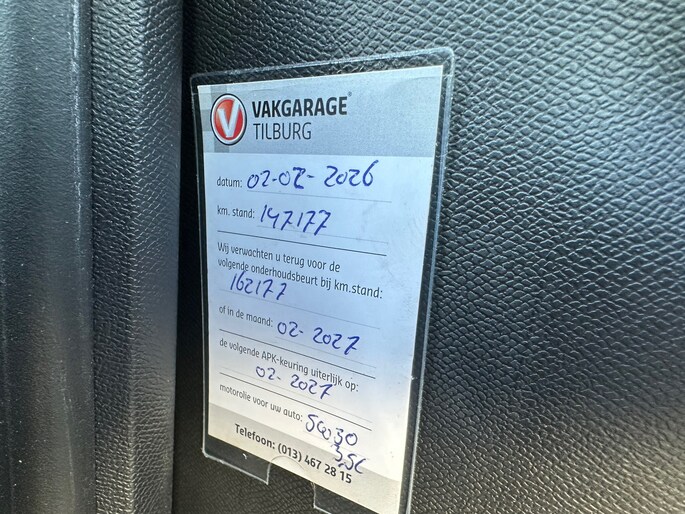 VAKGARAGE®
TILBURG
datum: 02-02-2026
km. stand: 147177
Wij verwachten u terug voor de
volgende onderhoudsbeurt bij km.stand:
162177
of in de maand: 02-2027
de volgende APK-keuring uiterlijk op:
02-2027
motorolie voor uw auto: 5W30
3,5L
Telefoon: (013) 467 28 15